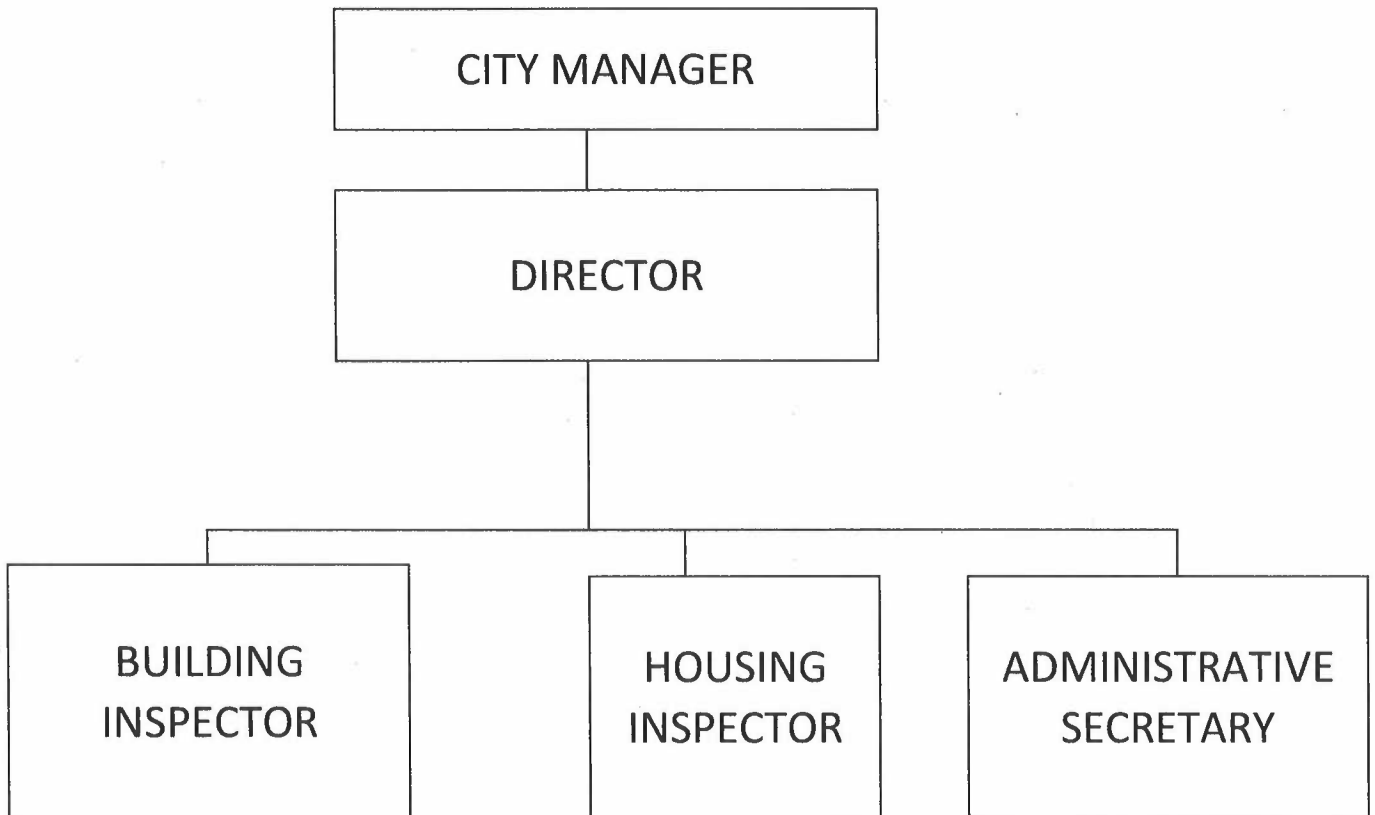 CITY MANAGER
DIRECTOR
BUILDING
INSPECTOR
HOUSING
INSPECTOR
ADMINISTRATIVE
SECRETARY